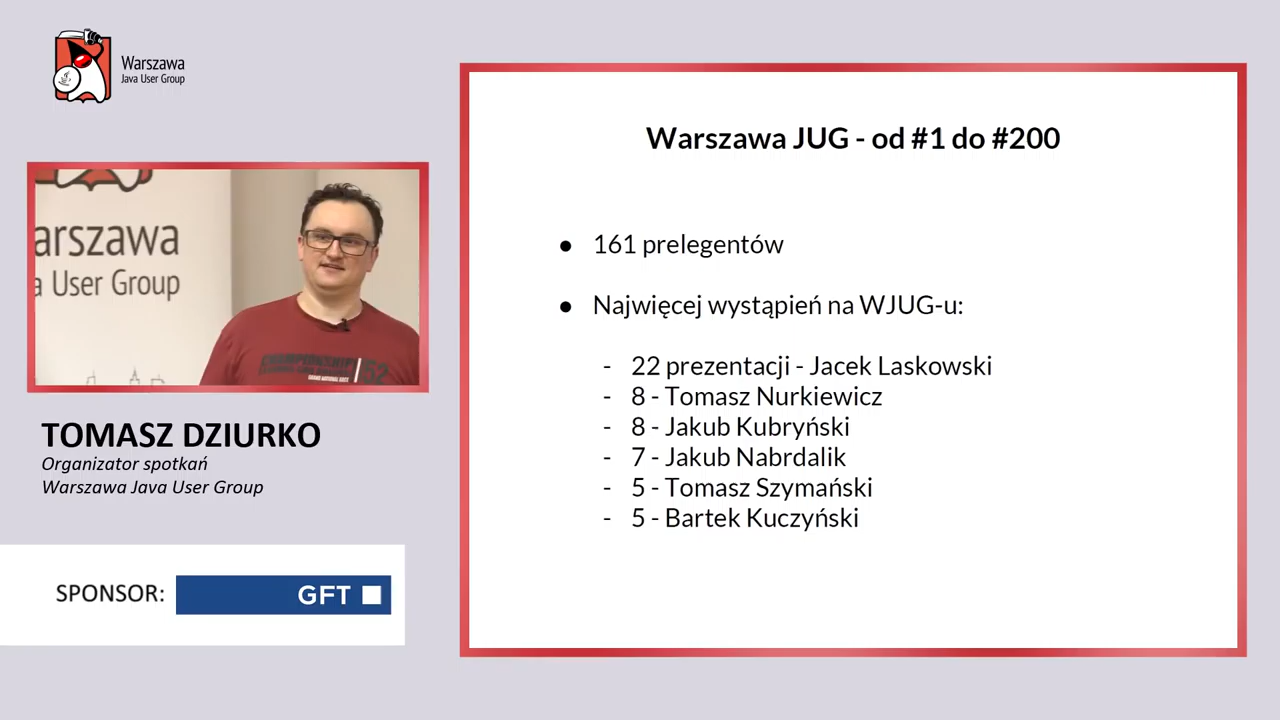 Warszawa
Java User Group
Warszawa JUG - od #1 do #200
● 161 prelegentów
● Najwięcej wystąpień na WJUG-u:
- 22 prezentacji - Jacek Laskowski
- 8 - Tomasz Nurkiewicz
- 8 - Jakub Kubryński
- 7 - Jakub Nabrdalik
- 5 - Tomasz Szymański
- 5 - Bartek Kuczyński
arszawa
a User Group
52
TOMASZ DZIURKO
Organizator spotkań
Warszawa Java User Group
SPONSOR: GFT